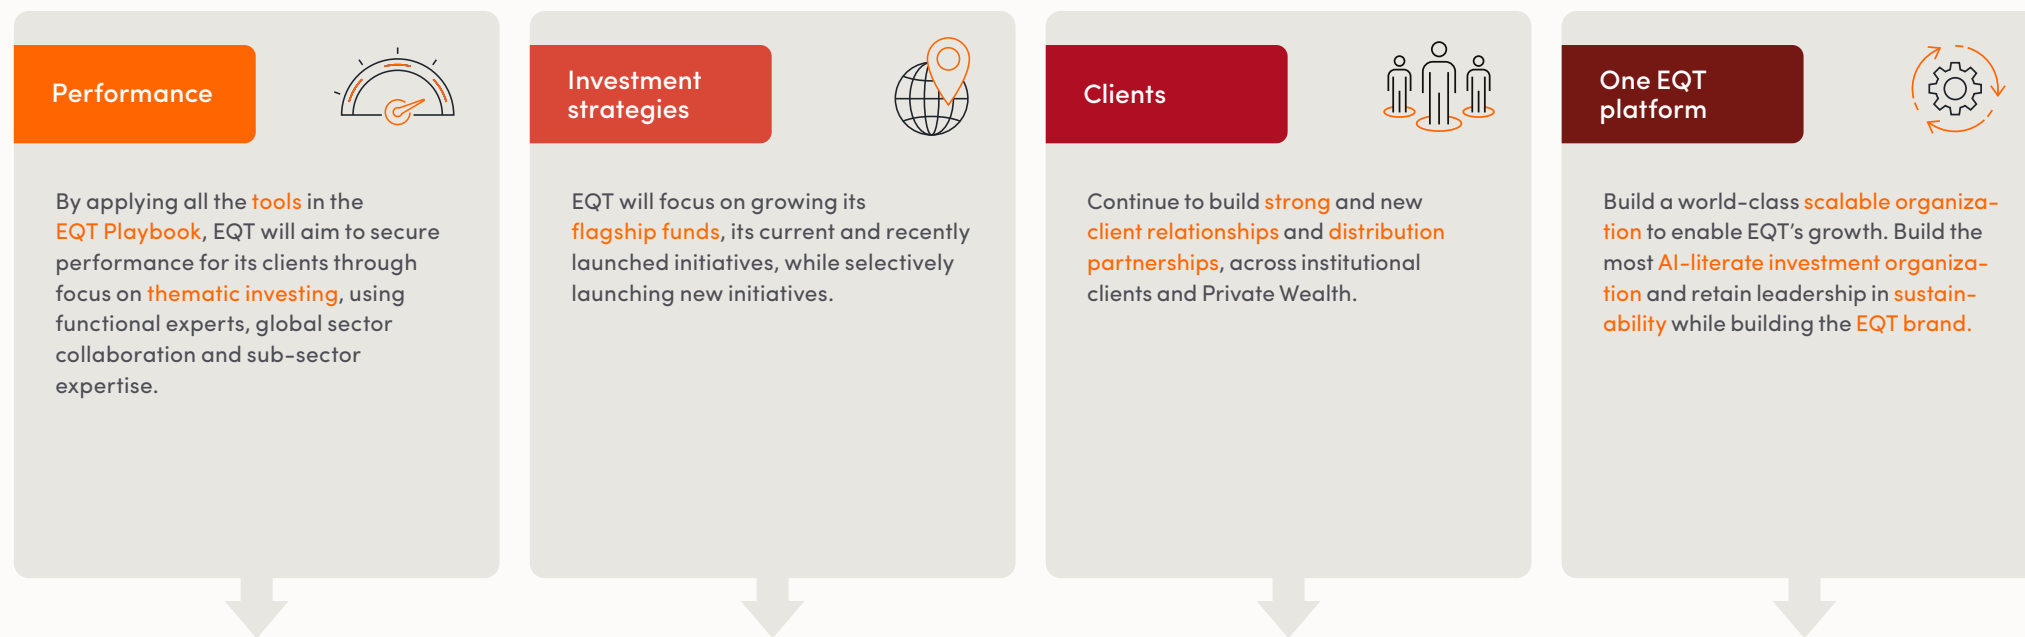 Performance
By applying all the tools in the
EQT Playbook, EQT will aim to secure
performance for its clients through
focus on thematic investing, using
functional experts, global sector
collaboration and sub-sector
expertise.
Investment
strategies
EQT will focus on growing its
flagship funds, its current and recently
launched initiatives, while selectively
launching new initiatives.
Clients
Continue to build strong and new
client relationships and distribution
partnerships, across institutional
clients and Private Wealth.
One EQT
platform
Build a world-class scalable organiza-
tion to enable EQT’s growth. Build the
most AI-literate investment organiza-
tion and retain leadership in sustain-
ability while building the EQT brand.